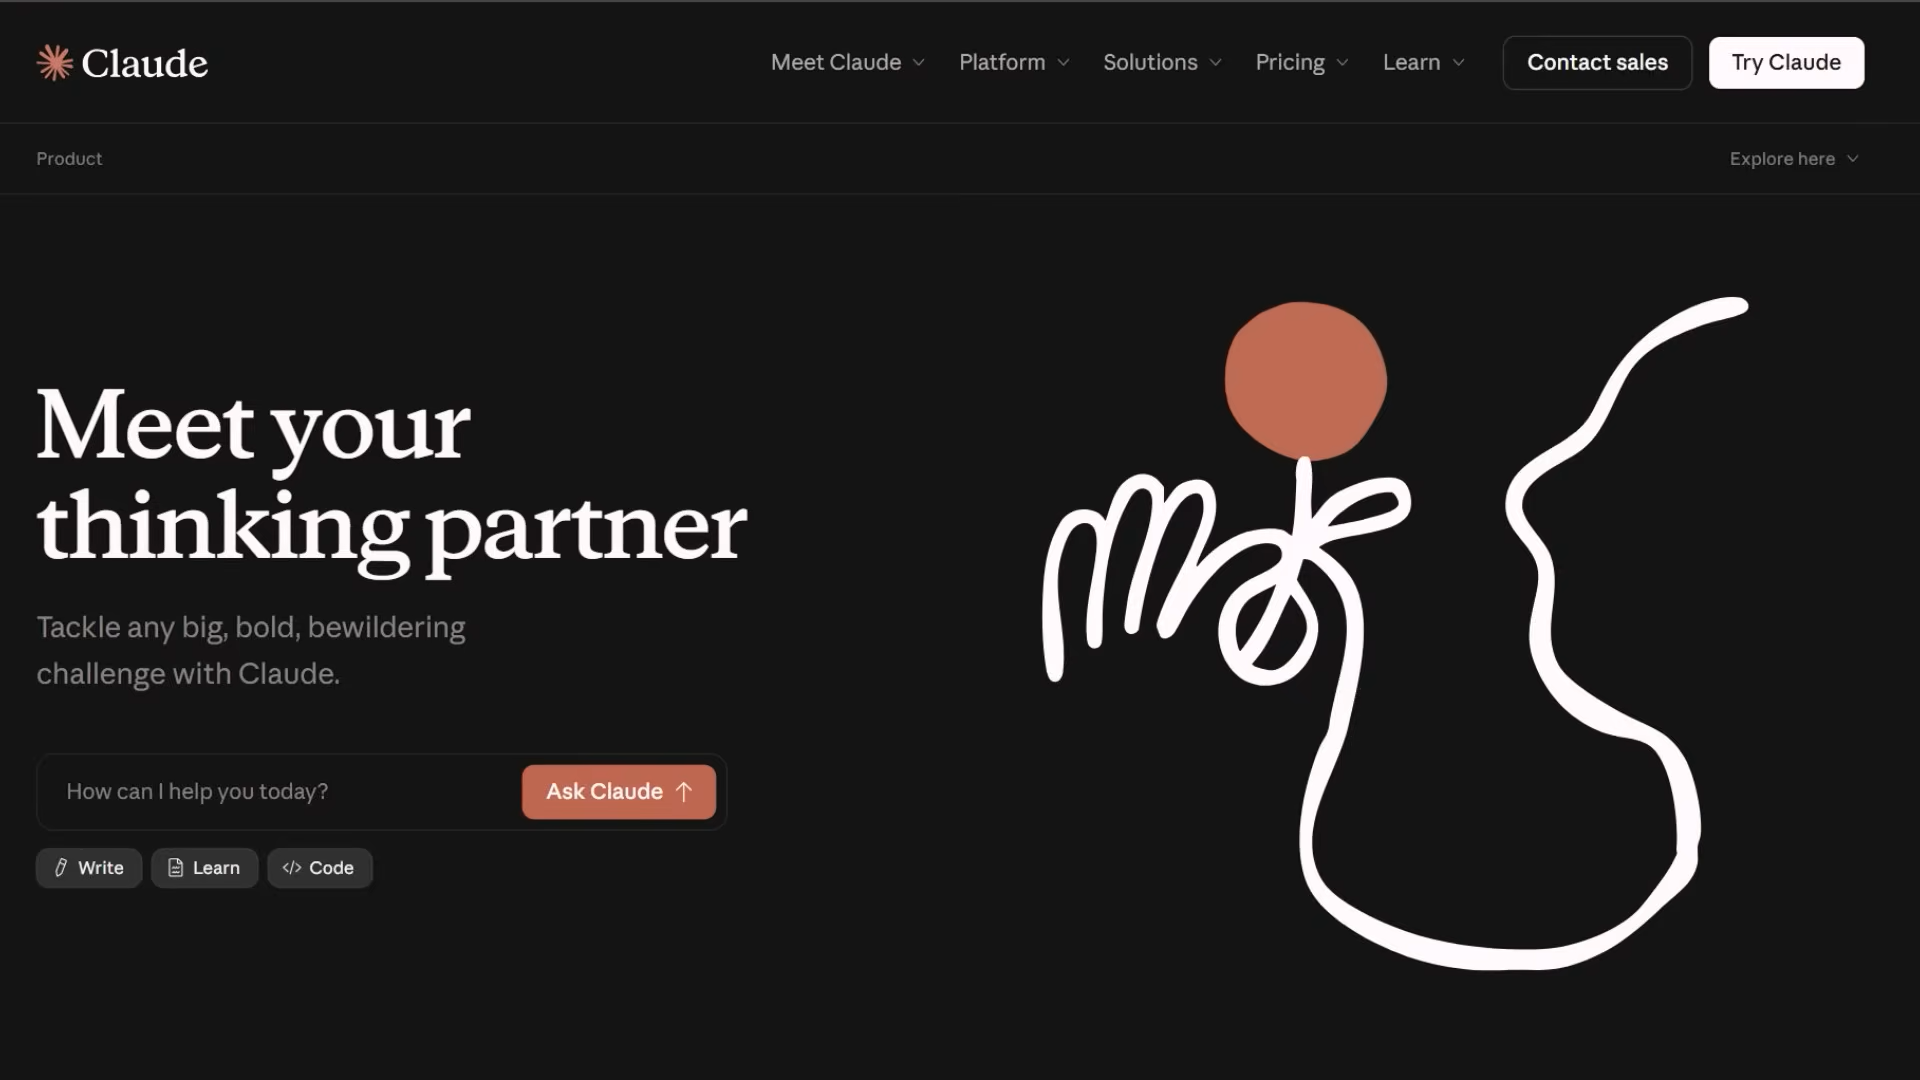 Claude
Meet Claude
Platform
Solutions
Pricing
Learn
Contact sales
Try Claude
Product
Explore here
Meet your
thinking partner
Tackle any big, bold, bewildering
challenge with Claude.
How can I help you today?
Ask Claude
Write
Learn
Code